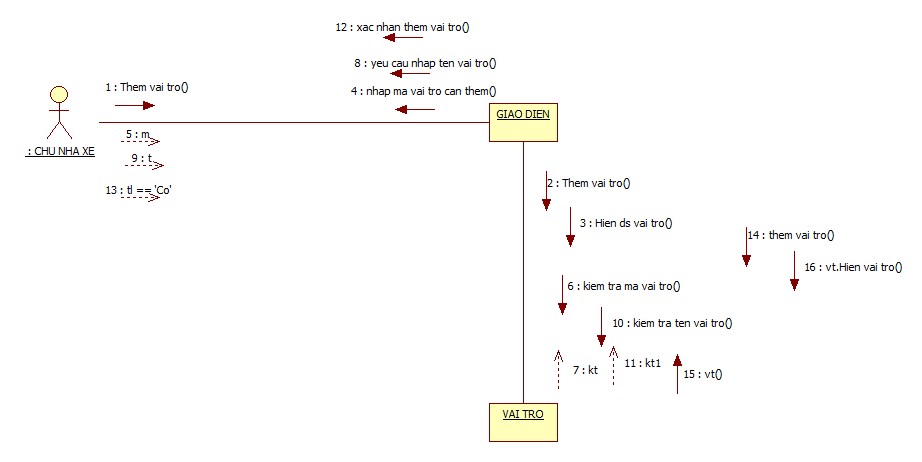 12 : xac nhan them vai tro()
8 : yeu cau nhap ten vai tro()
1 : Them vai tro()
4 : nhap ma vai tro can them()
GIAO DIEN
5 : m
: CHU NHA XE
9 : t
13 : tl == 'Co'
2 : Them vai tro()
3 : Hien ds vai tro()
14 : them vai tro()
16 : vt.Hien vai tro()
6 : kiem tra ma vai tro()
10 : kiem tra ten vai tro()
7 : kt
11 : kt1
15 : vt()
VAI TRO